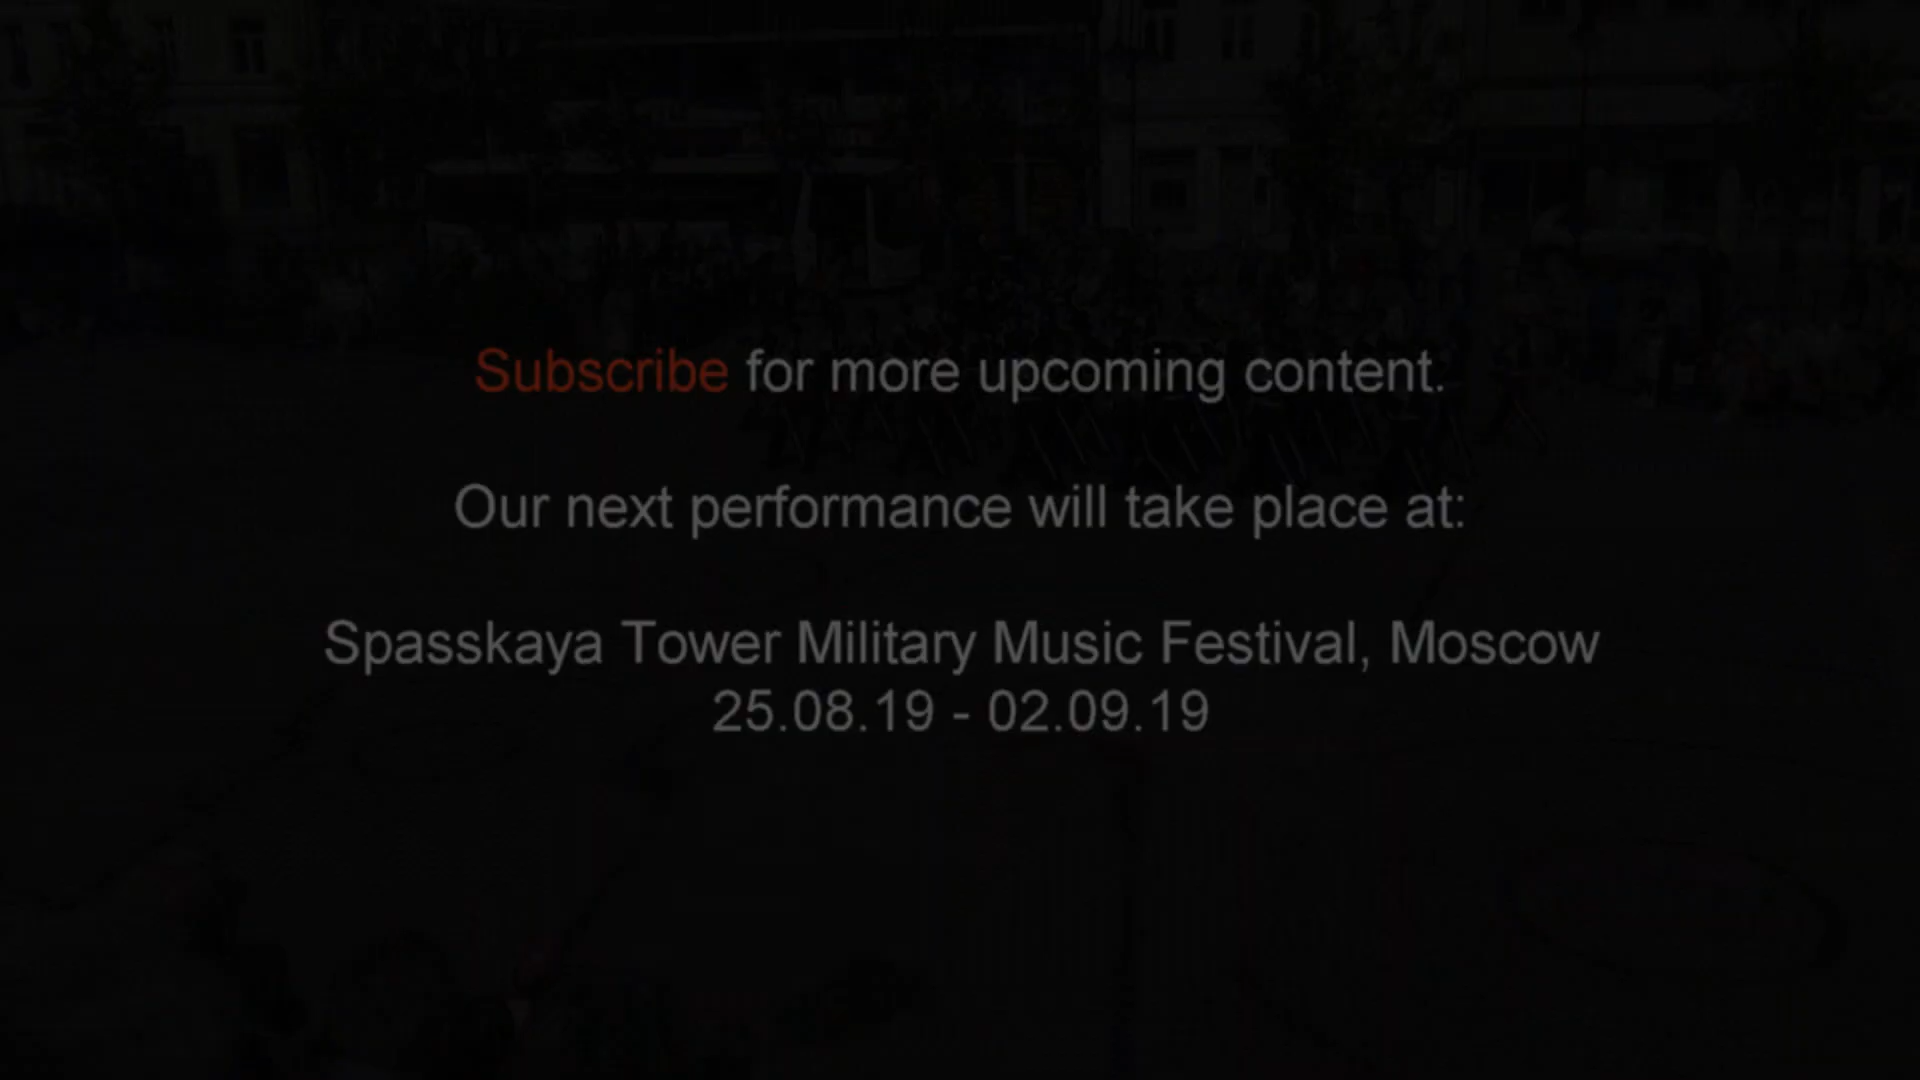 Subscribe for more upcoming content.
Our next performance will take place at:
Spasskaya Tower Military Music Festival, Moscow
25.08.19 - 02.09.19